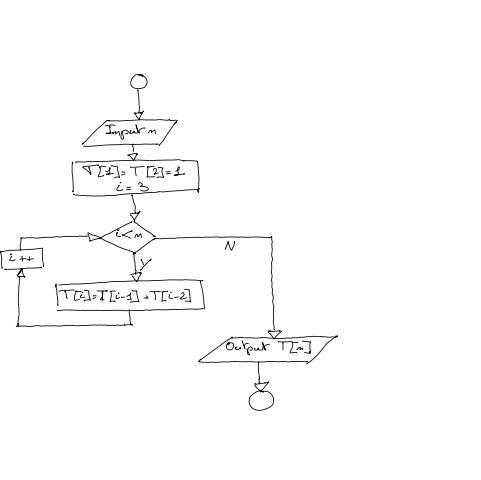 Input n
T[1]=T[2]=1
i=3
i<n
N
Y
i++
T[i]=T[i-1]+T[i-2]
Output T[n]